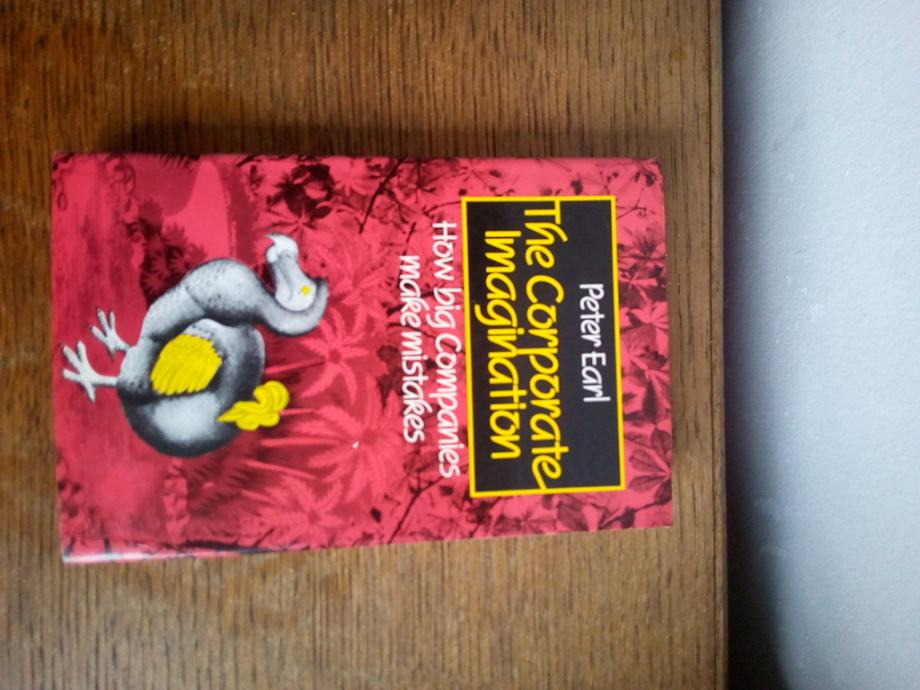 Peter Earl
The Corporate
Imagination
How big Companies
make mistakes